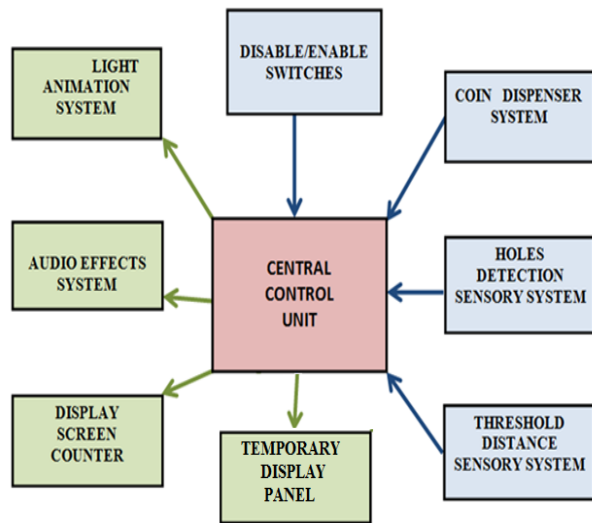 LIGHT
ANIMATION
SYSTEM
DISABLE/ENABLE
SWITCHES
COIN DISPENSER
SYSTEM
AUDIO EFFECTS
SYSTEM
CENTRAL
CONTROL
UNIT
HOLES
DETECTION
SENSORY SYSTEM
DISPLAY
SCREEN
COUNTER
TEMPORARY
DISPLAY
PANEL
THRESHOLD
DISTANCE
SENSORY SYSTEM